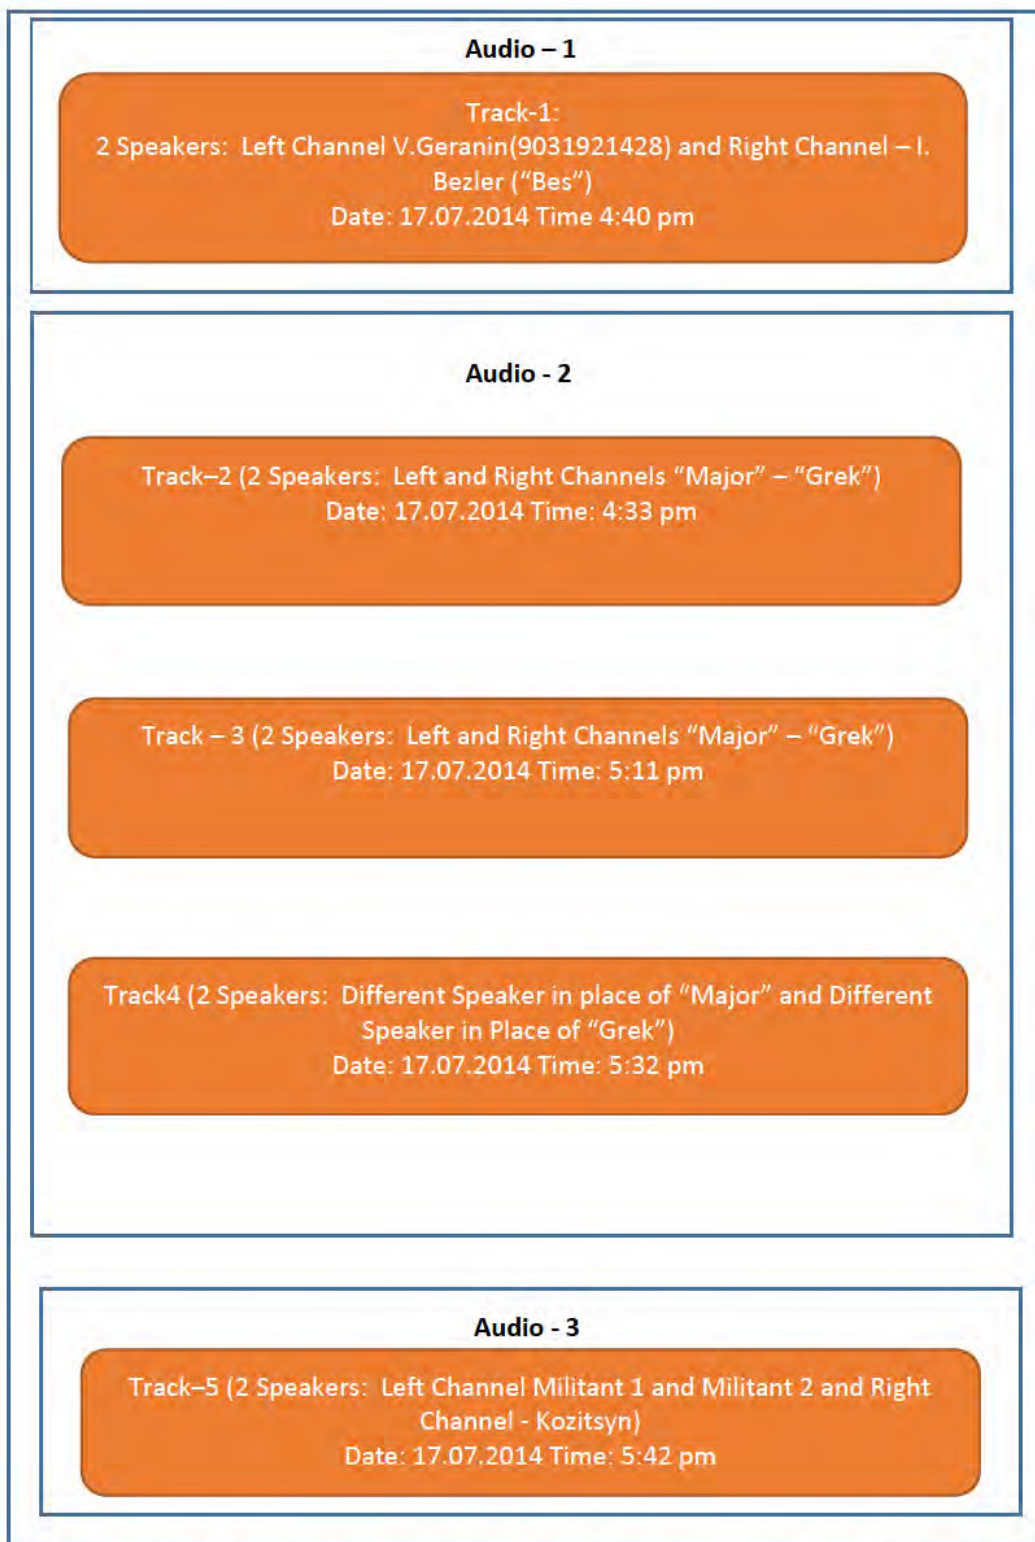 Audio – 1
Track-1:
2 Speakers:  Left Channel V.Geranin(9031921428) and Right Channel – I.
Bezler (“Bes”)
Date: 17.07.2014 Time 4:40 pm
Audio - 2
Track–2 (2 Speakers:  Left and Right Channels “Major” – “Grek”)
Date: 17.07.2014 Time: 4:33 pm
Track – 3 (2 Speakers:  Left and Right Channels “Major” – “Grek”)
Date: 17.07.2014 Time: 5:11 pm
Track4 (2 Speakers:  Different Speaker in place of “Major” and Different
Speaker in Place of “Grek”)
Date: 17.07.2014 Time: 5:32 pm
Audio - 3
Track–5 (2 Speakers:  Left Channel Militant 1 and Militant 2 and Right
Channel - Kozitsyn)
Date: 17.07.2014 Time: 5:42 pm